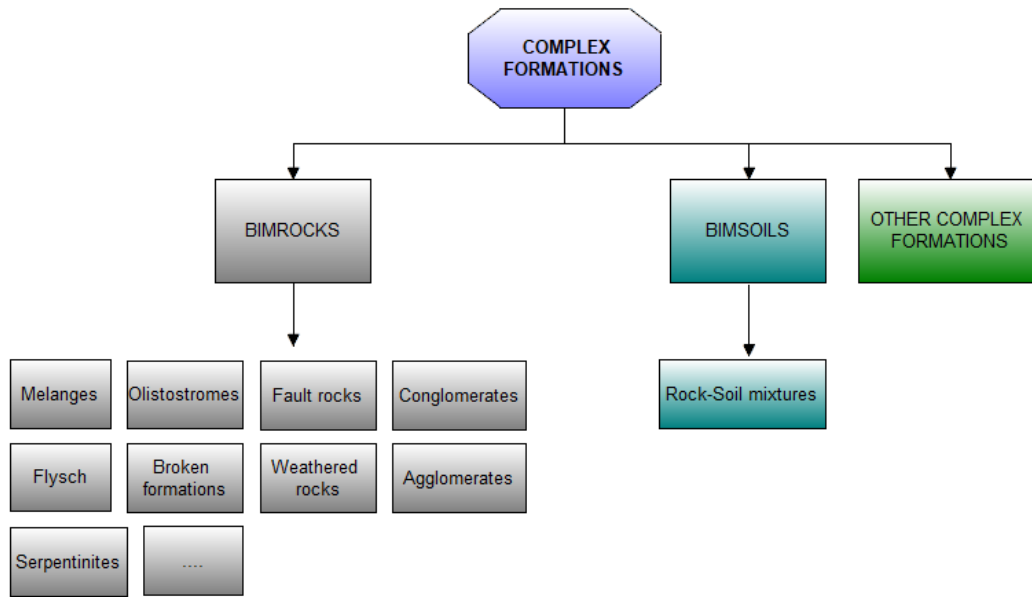 COMPLEX
FORMATIONS
BIMROCKS
BIMSOILS
OTHER COMPLEX
FORMATIONS
Melanges
Olistostromes
Fault rocks
Conglomerates
Rock-Soil mixtures
Flysch
Broken
formations
Weathered
rocks
Agglomerates
Serpentinites
....